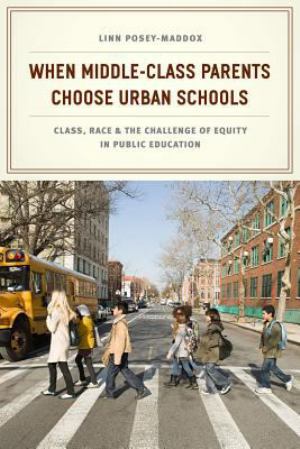 LINN POSEY-MADDOX
WHEN MIDDLE-CLASS PARENTS
CHOOSE URBAN SCHOOLS
CLASS, RACE & THE CHALLENGE OF EQUITY
IN PUBLIC EDUCATION